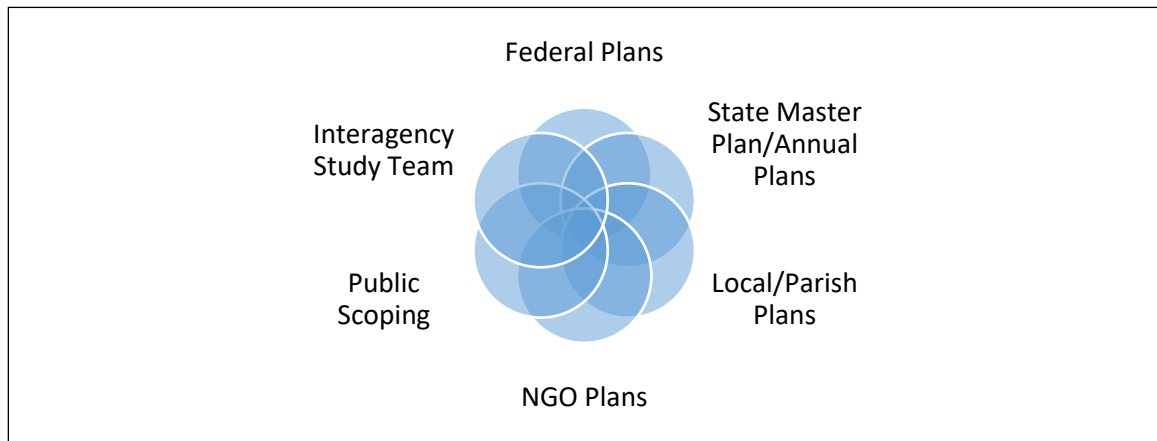 Federal Plans
State Master
Plan/Annual
Plans
Local/Parish
Plans
NGO Plans
Public
Scoping
Interagency
Study Team